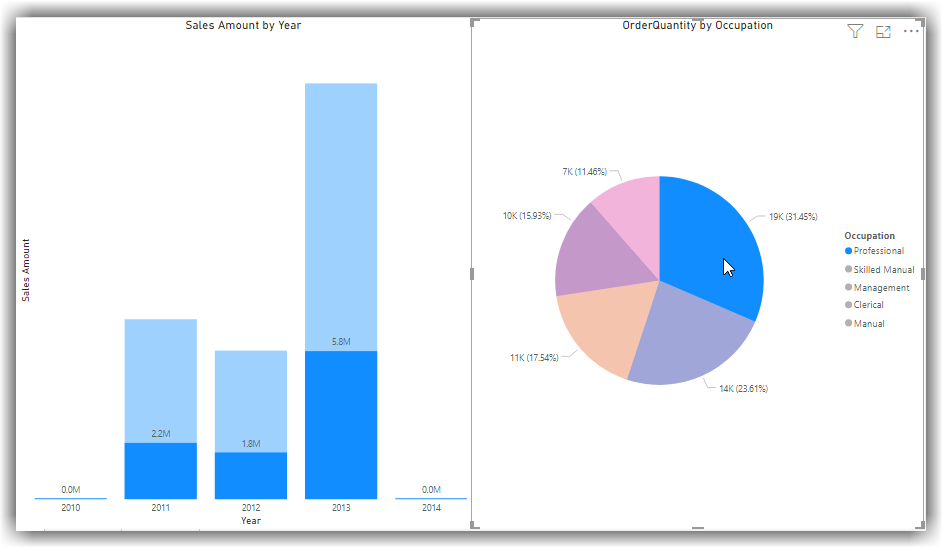 Sales Amount by Year
Sales Amount
5.8M
2.2M
1.8M
0.0M
0.0M
2010 2011 2012 2013 2014
Year
OrderQuantity by Occupation
7K (11.46%)
10K (15.93%)
19K (31.45%)
11K (17.54%)
14K (23.61%)
Occupation
Professional
Skilled Manual
Management
Clerical
Manual